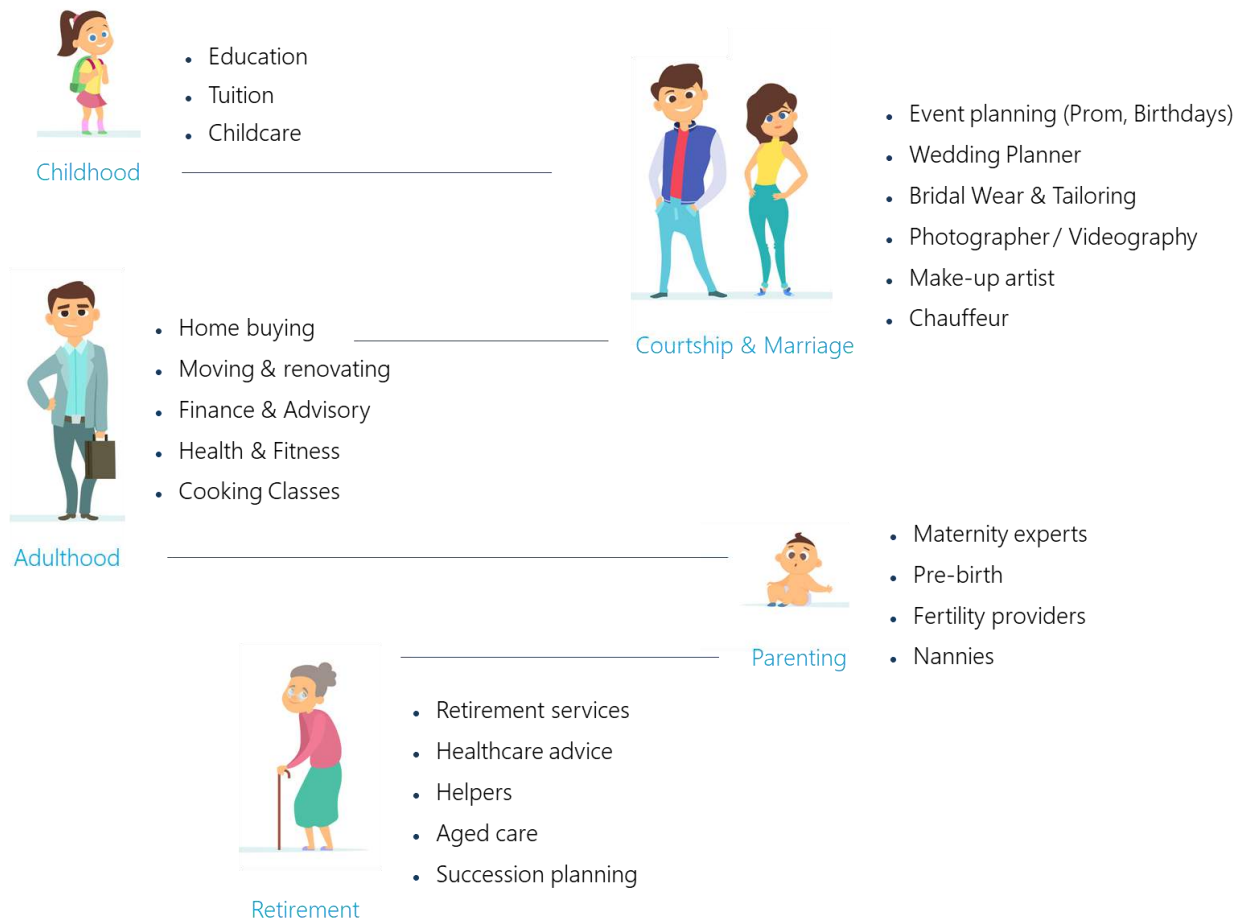 Education
Tuition
Childcare
Childhood
Event planning (Prom, Birthdays)
Wedding Planner
Bridal Wear & Tailoring
Photographer / Videography
Make-up artist
Chauffeur
Courtship & Marriage
Home buying
Moving & renovating
Finance & Advisory
Health & Fitness
Cooking Classes
Adulthood
Maternity experts
Pre-birth
Fertility providers
Nannies
Parenting
Retirement services
Healthcare advice
Helpers
Aged care
Succession planning
Retirement